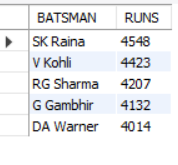 BATSMAN RUNS
SK Raina 4548
V Kohli 4423
RG Sharma 4207
G Gambhir 4132
DA Warner 4014